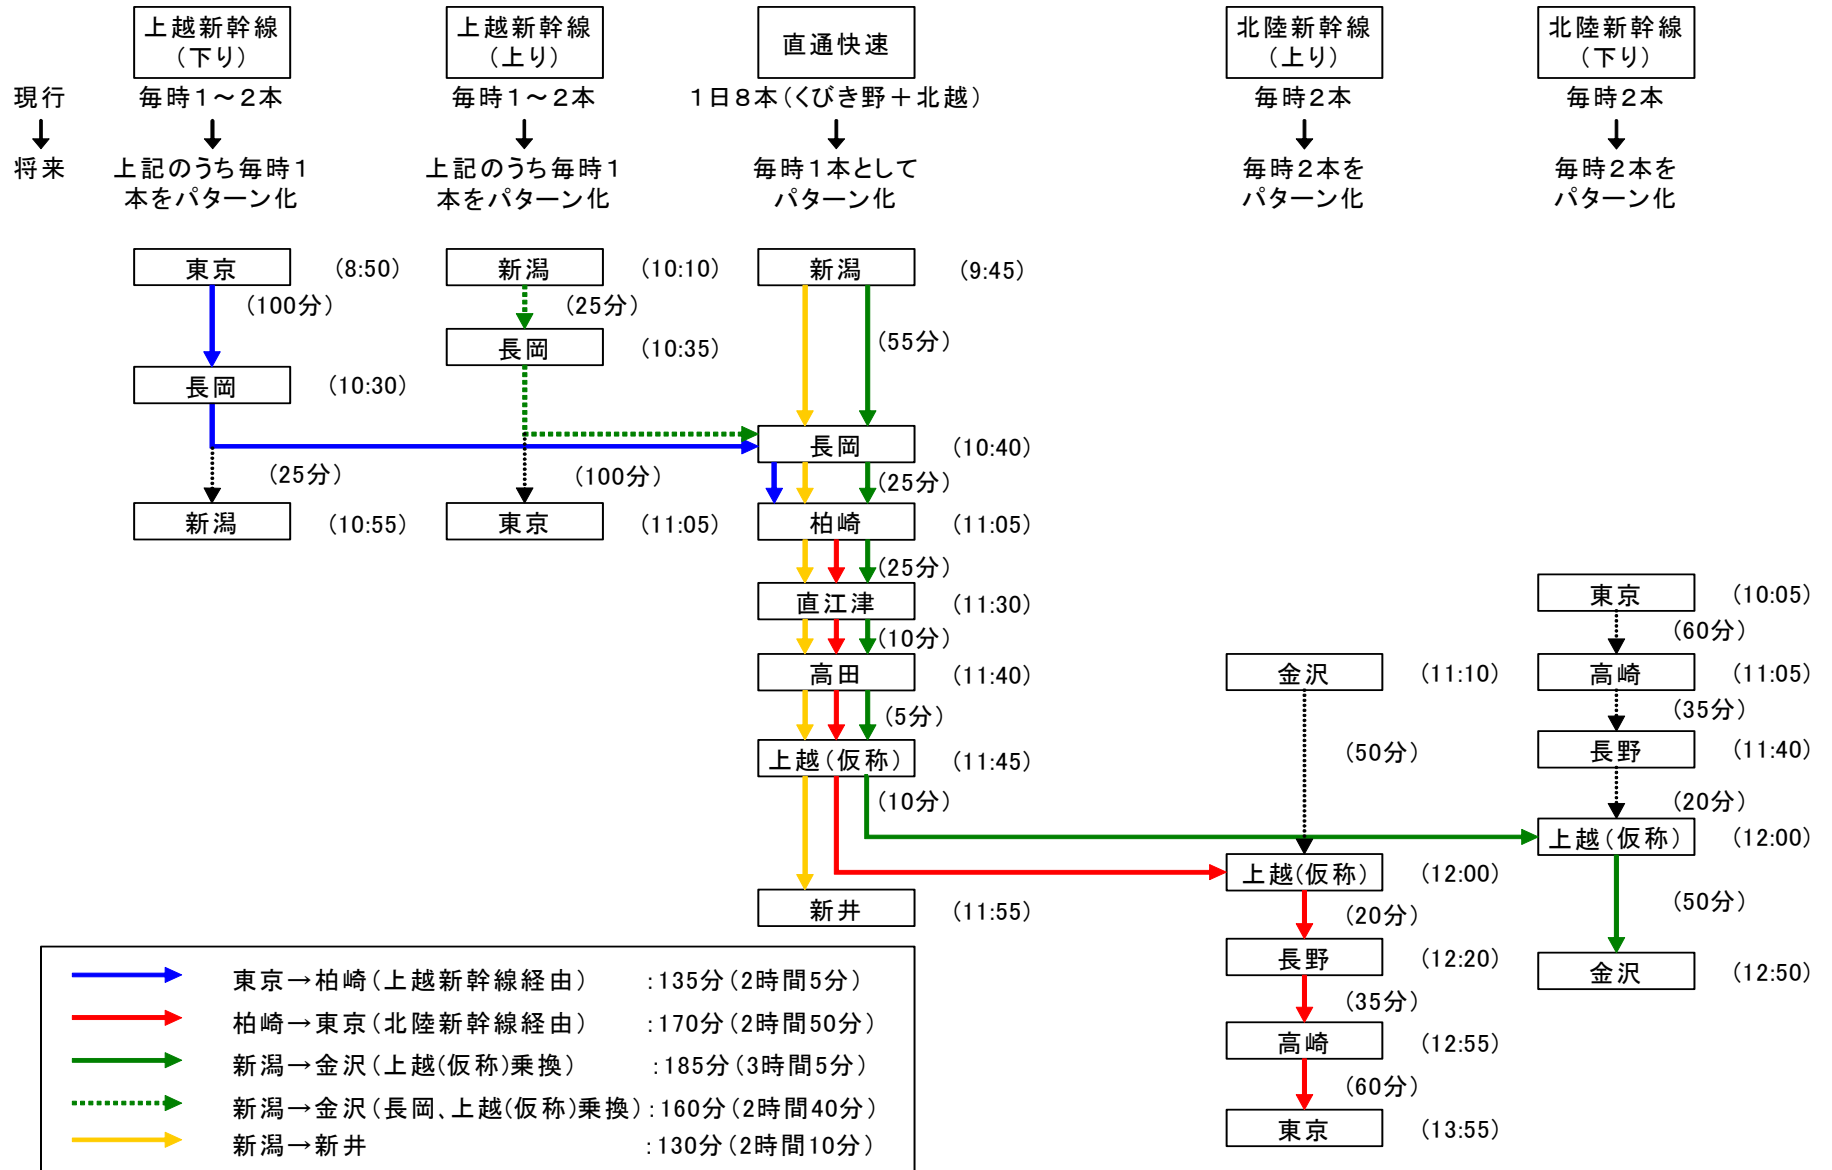 上越新幹線
(下り)
上越新幹線
(上り)
直通快速
北陸新幹線
(上り)
北陸新幹線
(下り)
現行
毎時1～2本
毎時1～2本
1日8本(くびき野＋北越)
毎時2本
毎時2本
将来
上記のうち毎時1
本をパターン化
上記のうち毎時1
本をパターン化
毎時1本として
パターン化
毎時2本を
パターン化
毎時2本を
パターン化
東京 (8:50)
(100分)
長岡 (10:30)
(25分)
新潟 (10:55)
新潟 (10:10)
(25分)
長岡 (10:35)
(100分)
東京 (11:05)
新潟 (9:45)
(55分)
長岡 (10:40)
(25分)
柏崎 (11:05)
(25分)
直江津 (11:30)
(10分)
高田 (11:40)
(5分)
上越(仮称) (11:45)
(10分)
新井 (11:55)
金沢 (11:10)
(50分)
上越(仮称) (12:00)
(20分)
長野 (12:20)
(35分)
高崎 (12:55)
(60分)
東京 (13:55)
東京 (10:05)
(60分)
高崎 (11:05)
(35分)
長野 (11:40)
(20分)
上越(仮称) (12:00)
(50分)
金沢 (12:50)
東京→柏崎(上越新幹線経由) :135分(2時間5分)
柏崎→東京(北陸新幹線経由) :170分(2時間50分)
新潟→金沢(上越(仮称)乗換) :185分(3時間5分)
新潟→金沢(長岡、上越(仮称)乗換):160分(2時間40分)
新潟→新井 :130分(2時間10分)